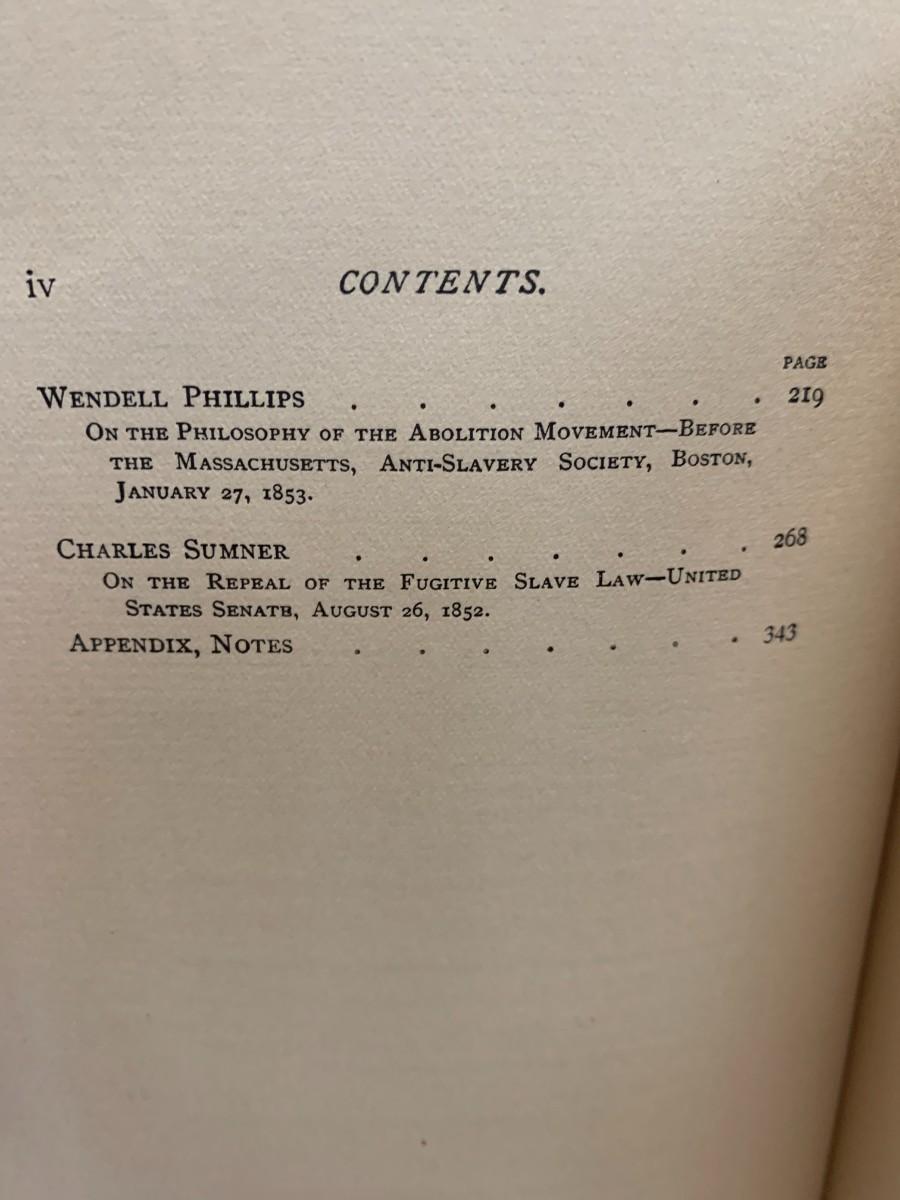 iv CONTENTS.
PAGE
WENDELL PHILLIPS . . . . . . . 219
ON THE PHILOSOPHY OF THE ABOLITION MOVEMENT—BEFORE
THE MASSACHUSETTS, ANTI-SLAVERY SOCIETY, BOSTON,
JANUARY 27, 1853.
CHARLES SUMNER . . . . . . . 268
ON THE REPEAL OF THE FUGITIVE SLAVE LAW—UNITED
STATES SENATB, AUGUST 26, 1852.
APPENDIX, NOTES . . . . . . . 343